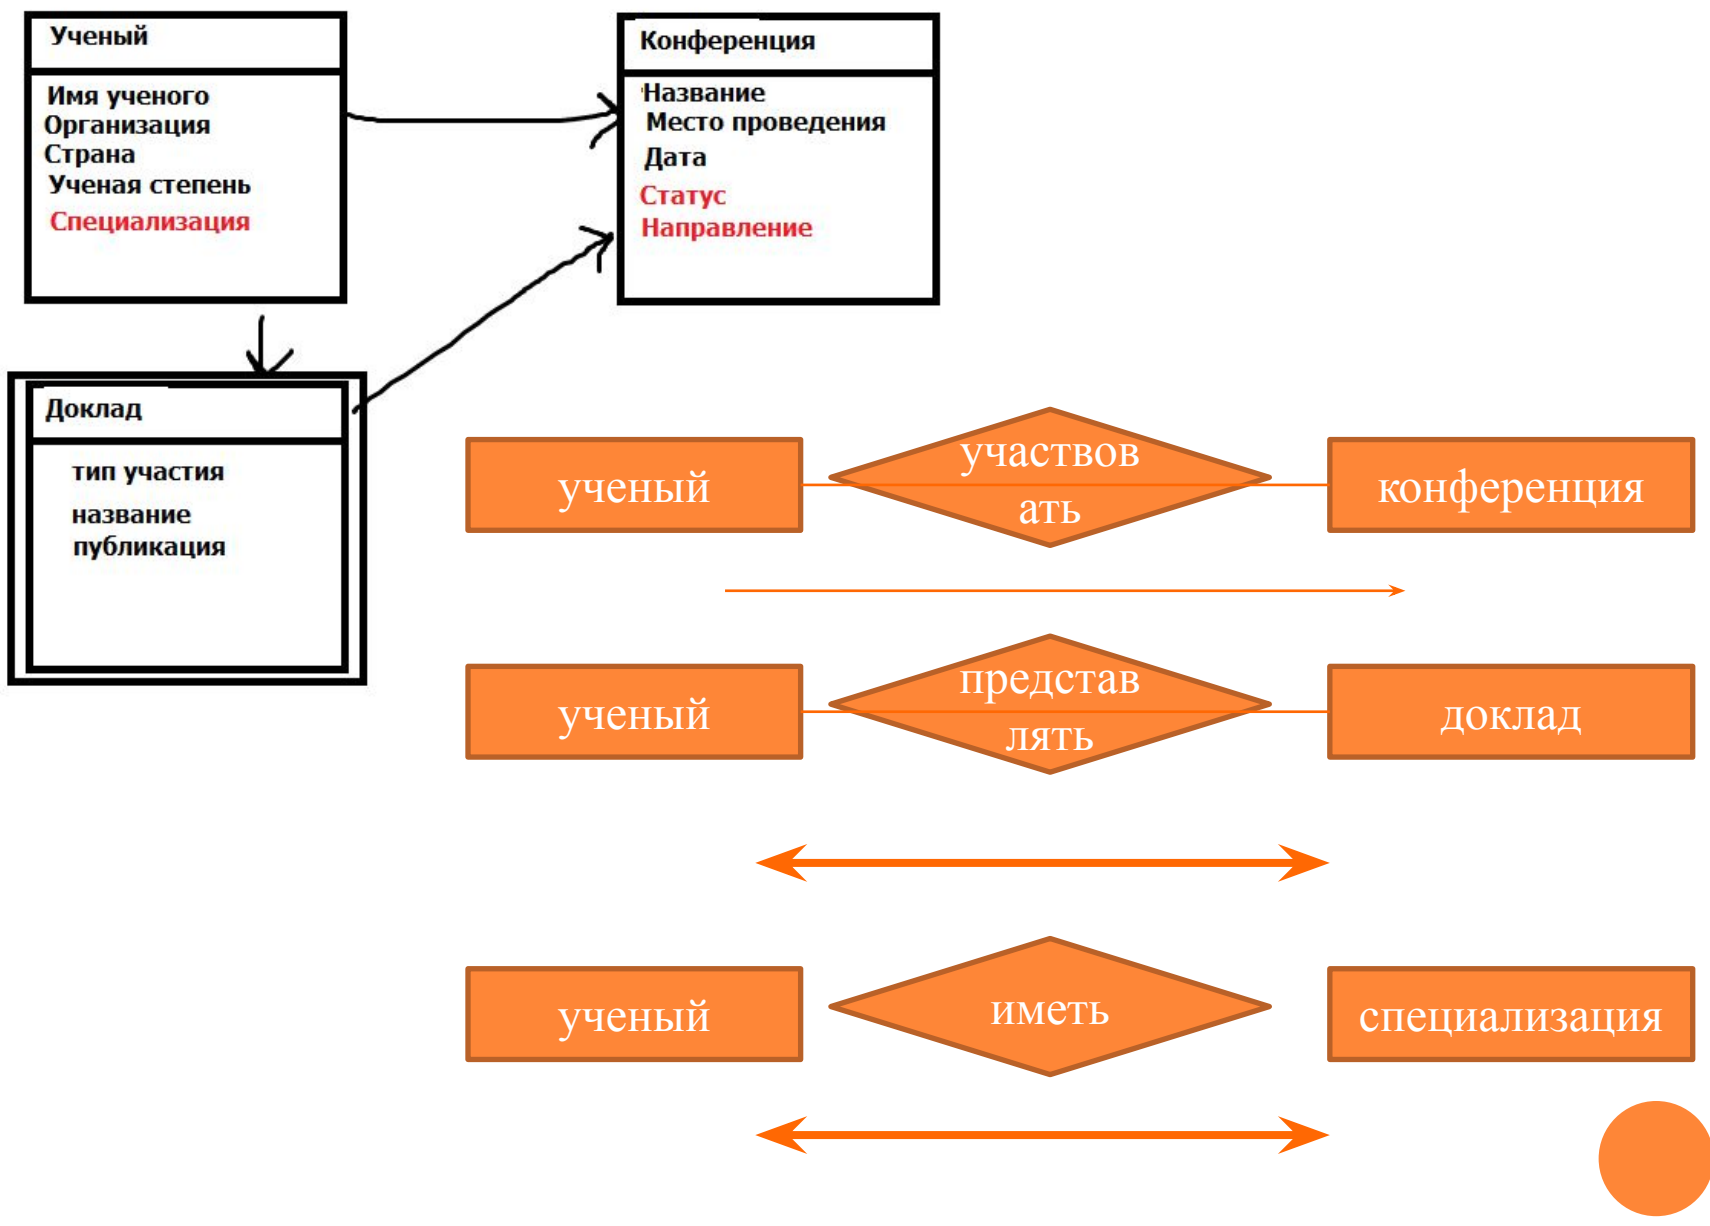 Ученый
Имя ученого
Организация
Страна
Ученая степень
Специализация
Конференция
Название
Место проведения
Дата
Статус
Направление
Доклад
тип участия
название
публикация
ученый
участвов
ать
конференция
ученый
представ
лять
доклад
ученый
иметь
специализация